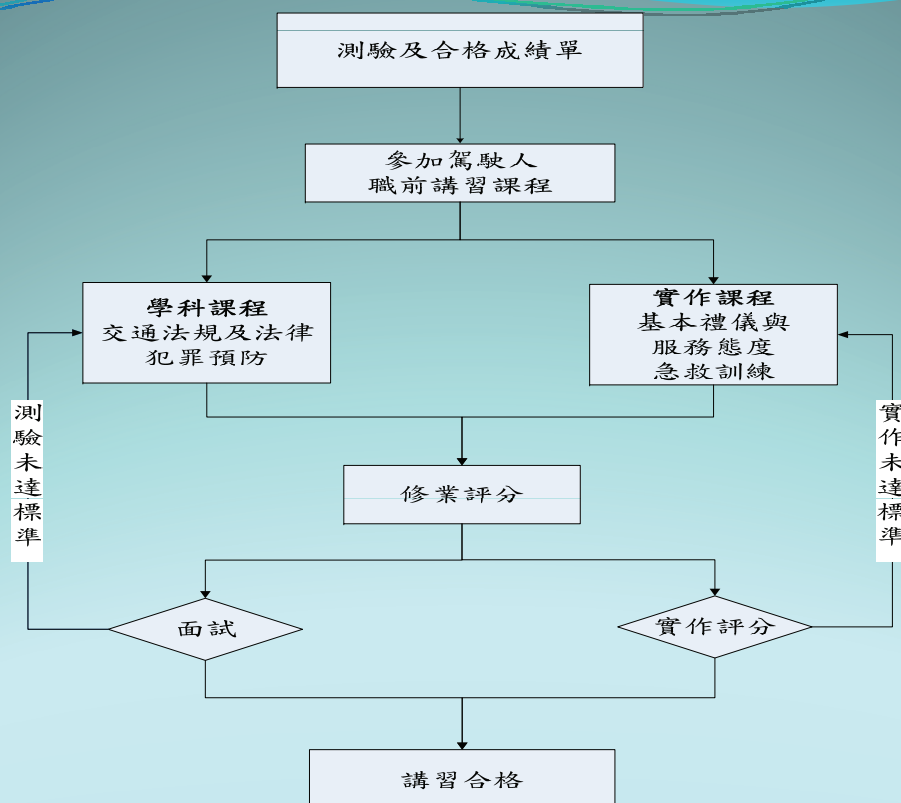 測驗及合格成績單
參加駕駛人
職前講習課程
學科課程
交通法規及法律
犯罪預防
實作課程
基本禮儀與
服務態度
急救訓練
測驗未達標準
實作未達標準
修業評分
面試
實作評分
講習合格